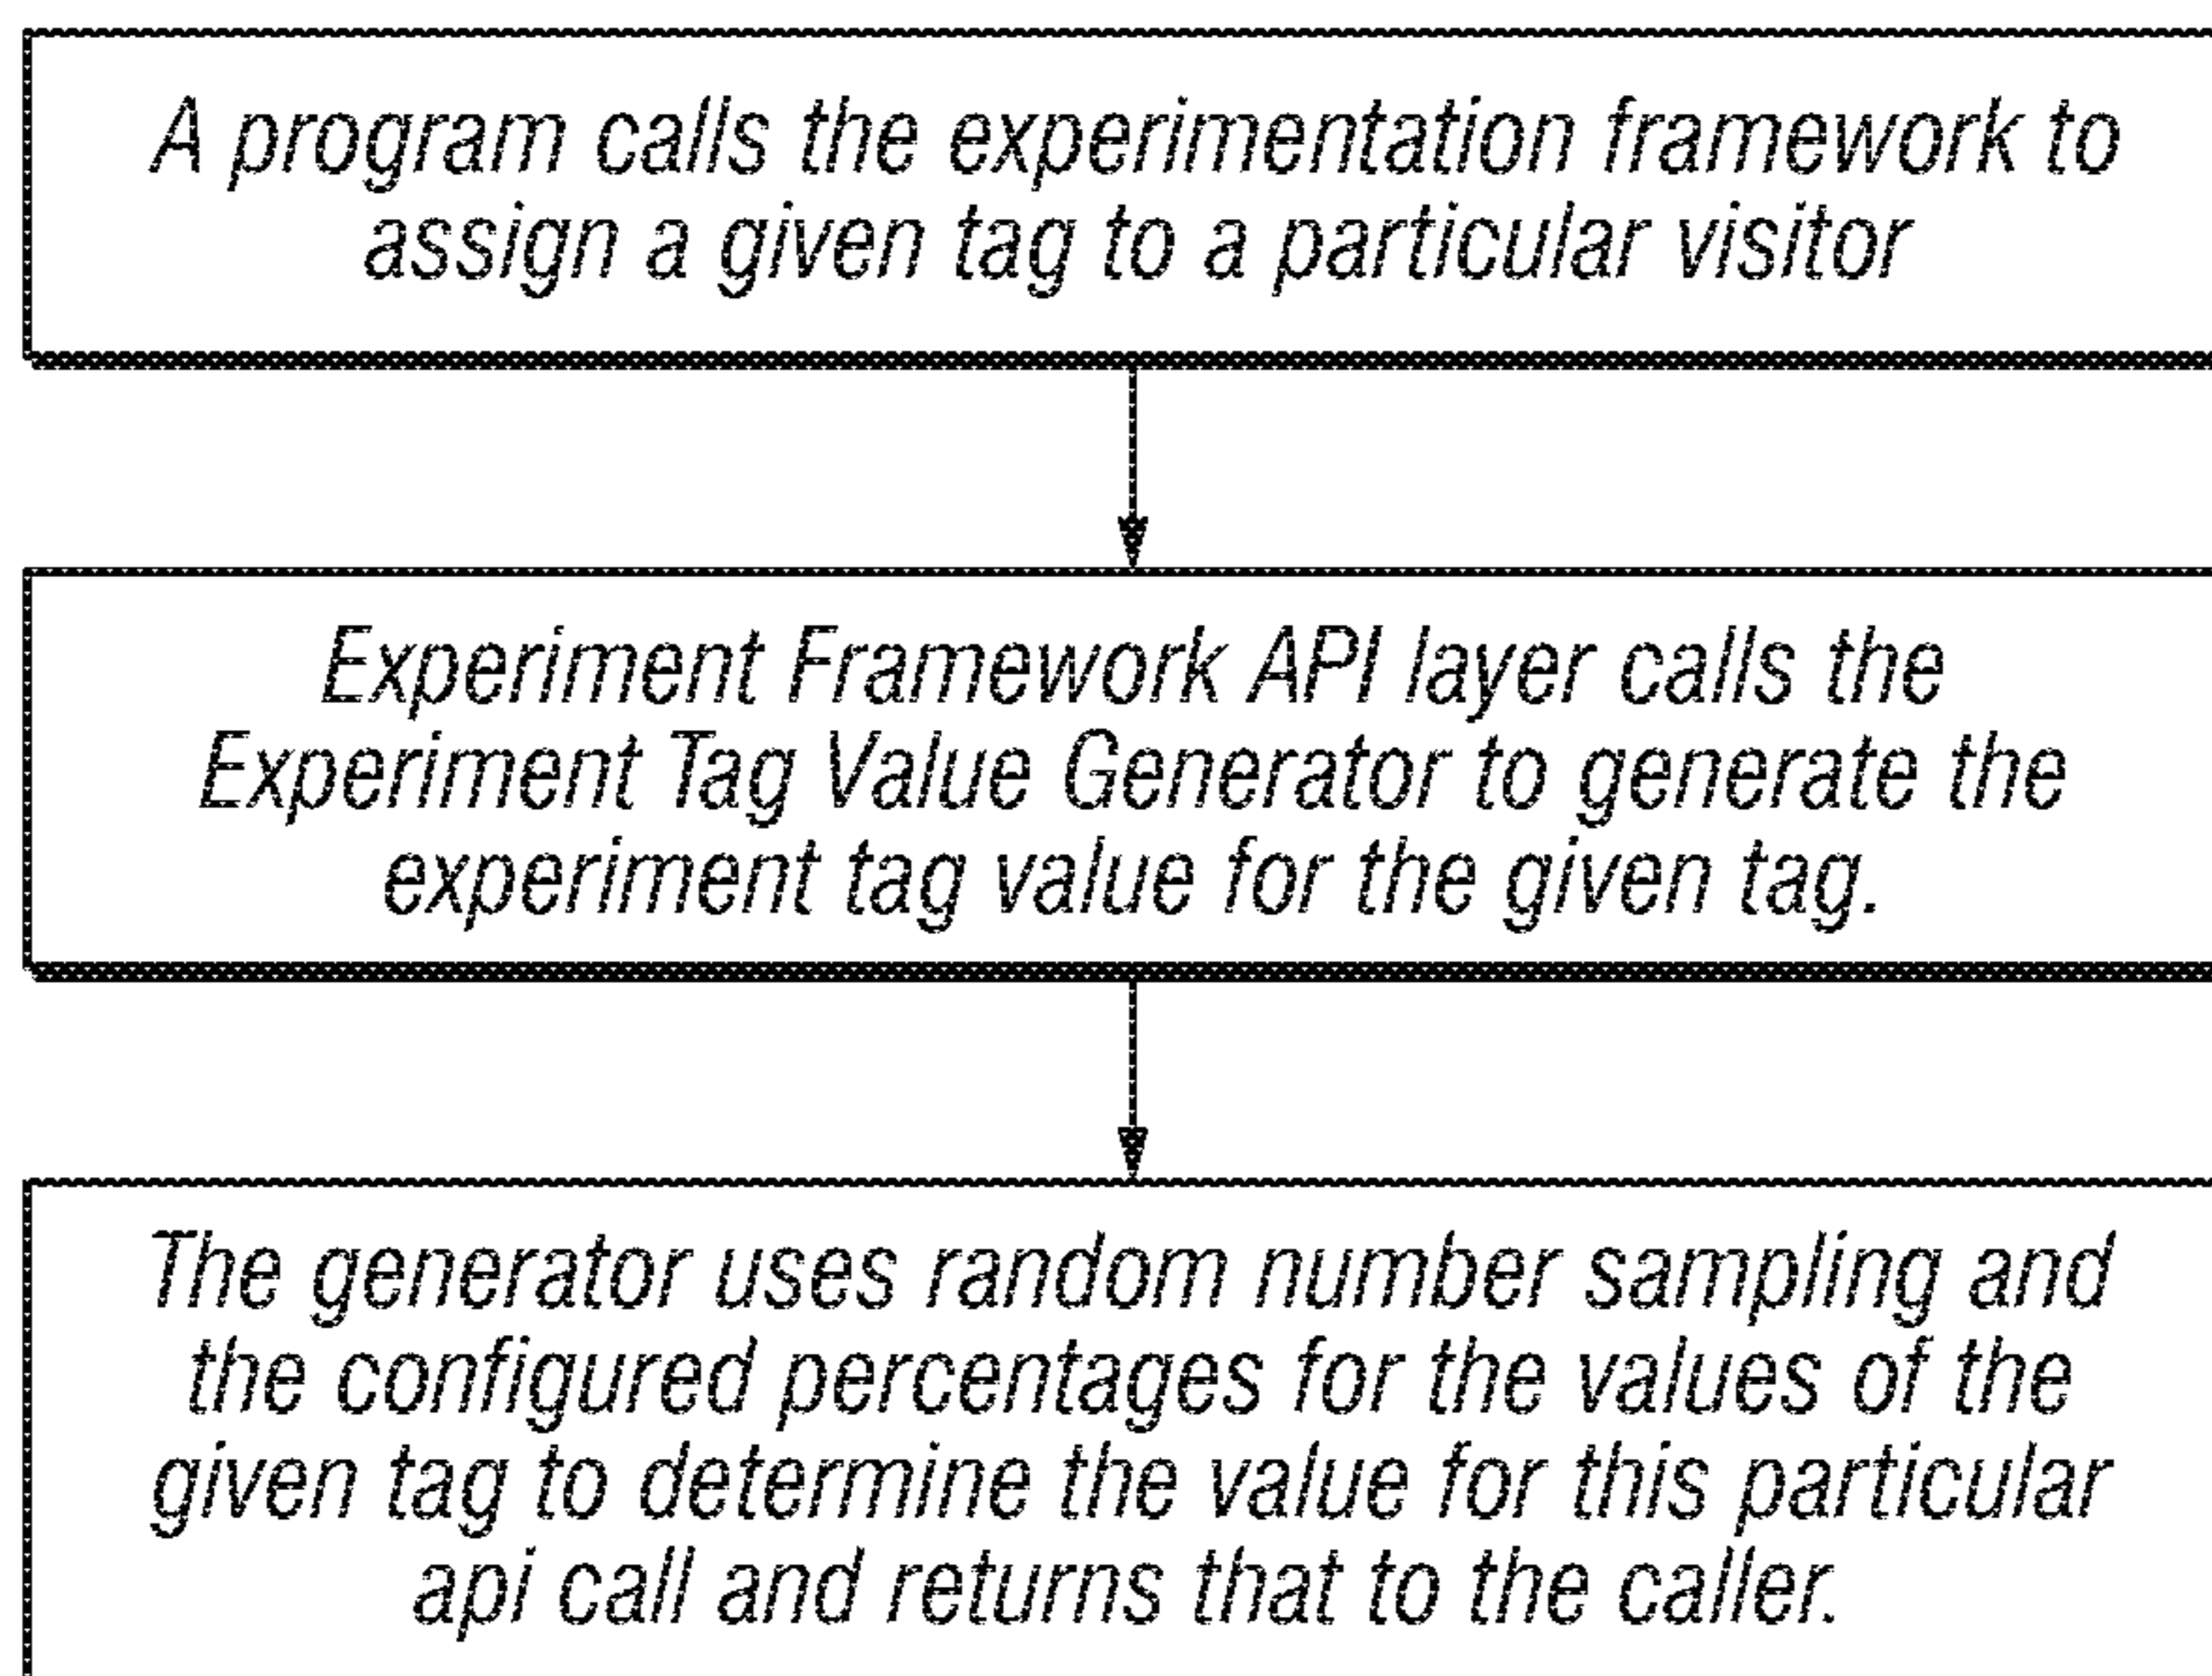 A program calls the experimentation framework to
assign a given tag to a particular visitor
Experiment Framework API layer calls the
Experiment Tag Value Generator to generate the
experiment tag value for the given tag.
The generator uses random number sampling and
the configured percentages for the values of the
given tag to determine the value for this particular
api call and returns that to the caller.